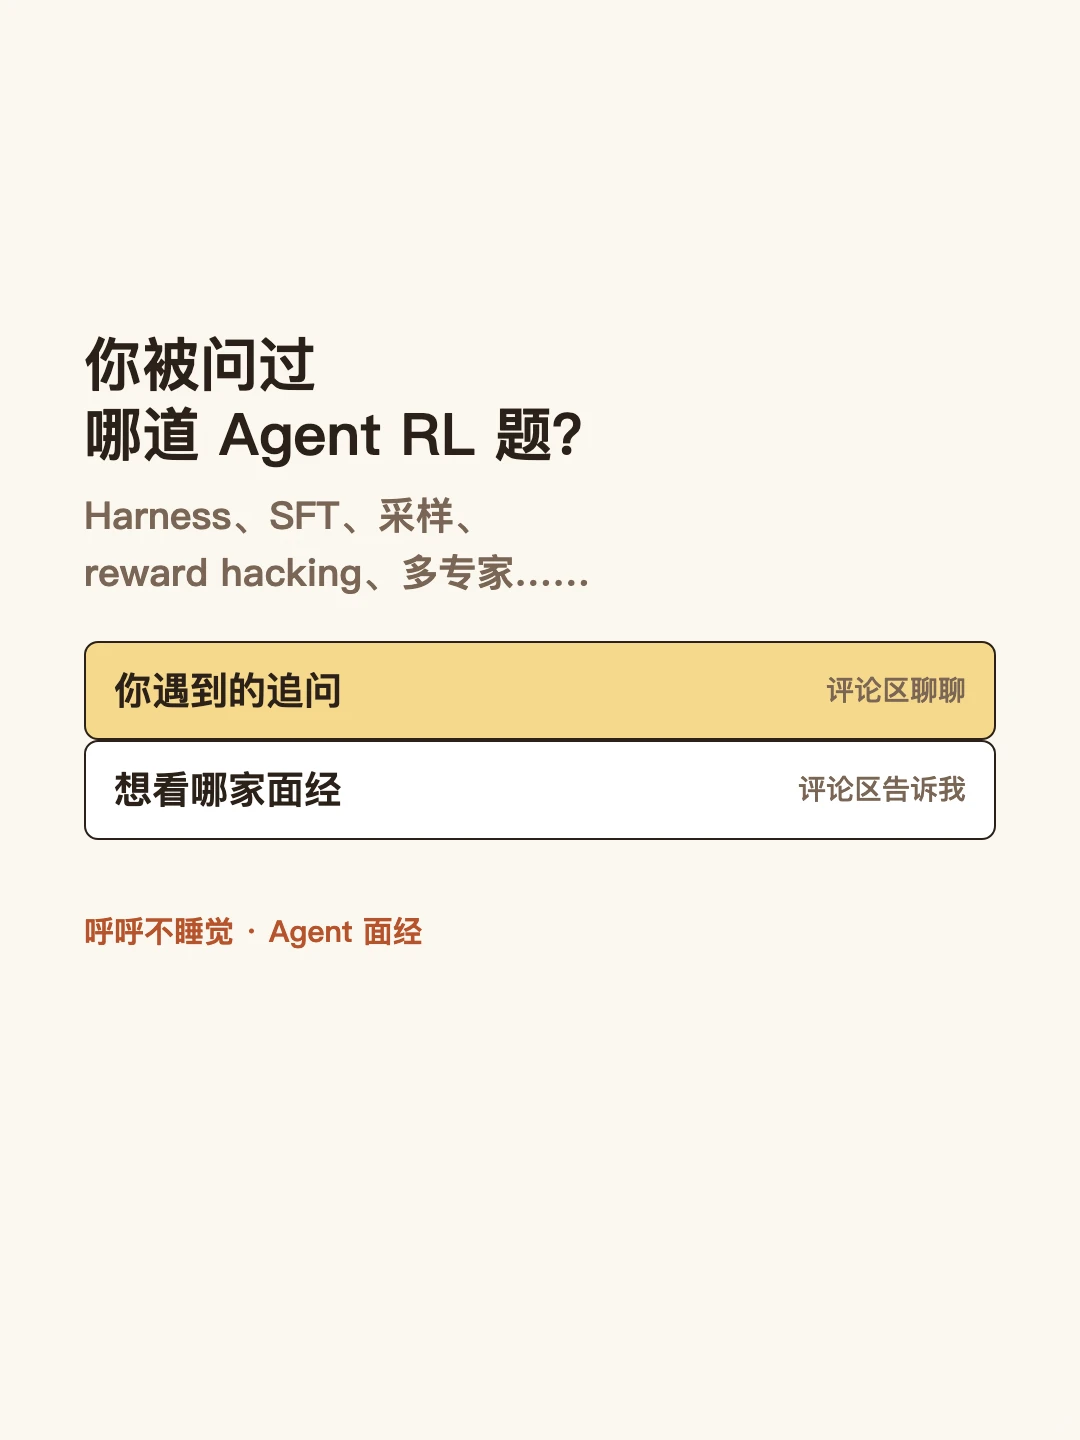 你被问过
哪道 Agent RL 题？
Harness、SFT、采样、
reward hacking、多专家……
你遇到的追问 评论区聊聊
想看哪家面经 评论区告诉我
呼呼不睡觉 · Agent 面经